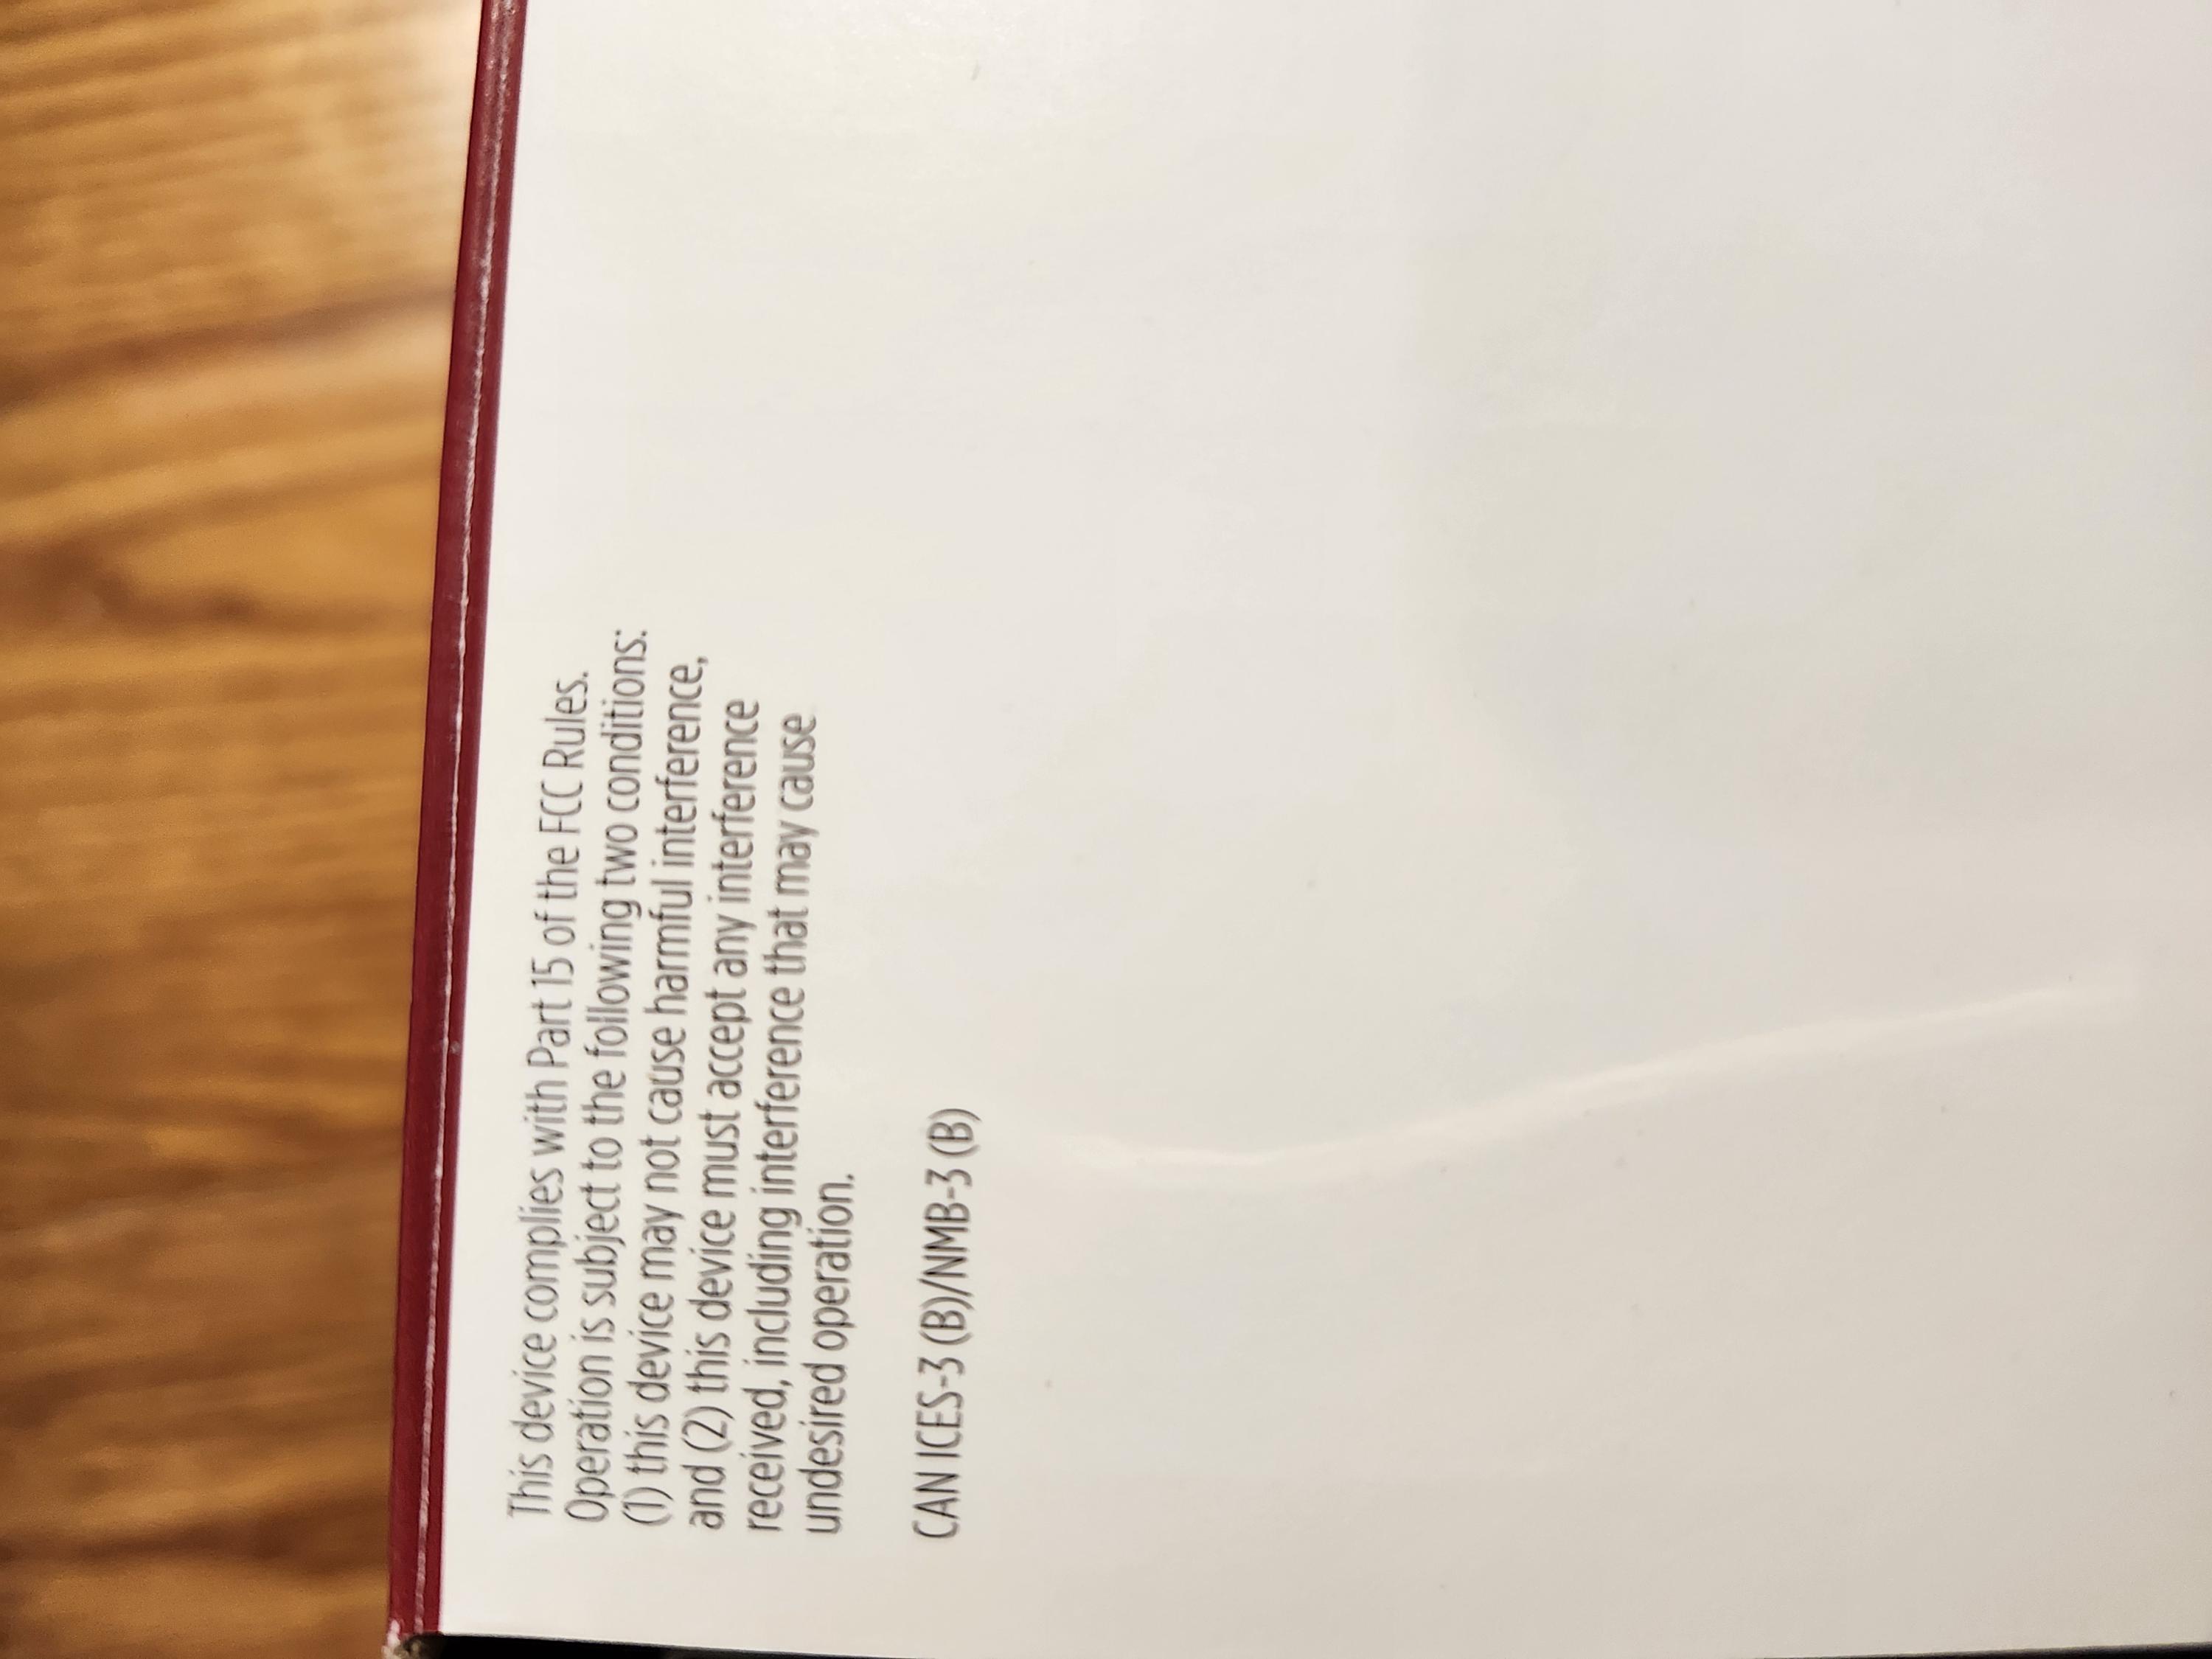 This device complies with Part 15 of the FCC Rules.
Operation is subject to the following two conditions:
(1) this device may not cause harmful interference,
and (2) this device must accept any interference
received, including interference that may cause
undesired operation.
CAN ICES-3 (B)/NMB-3 (B)